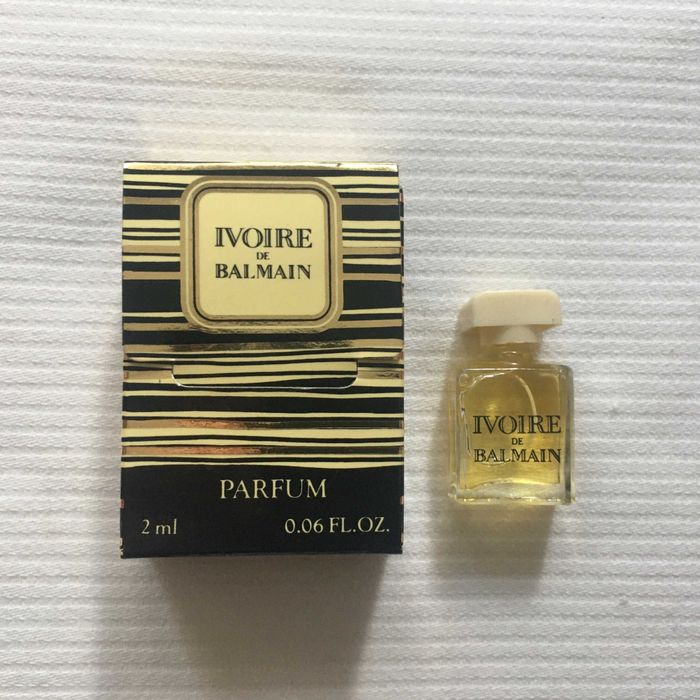 IVOIRE
DE
BALMAIN
PARFUM
2 ml 0.06 FL.OZ.
IVOIRE
DE
BALMAIN